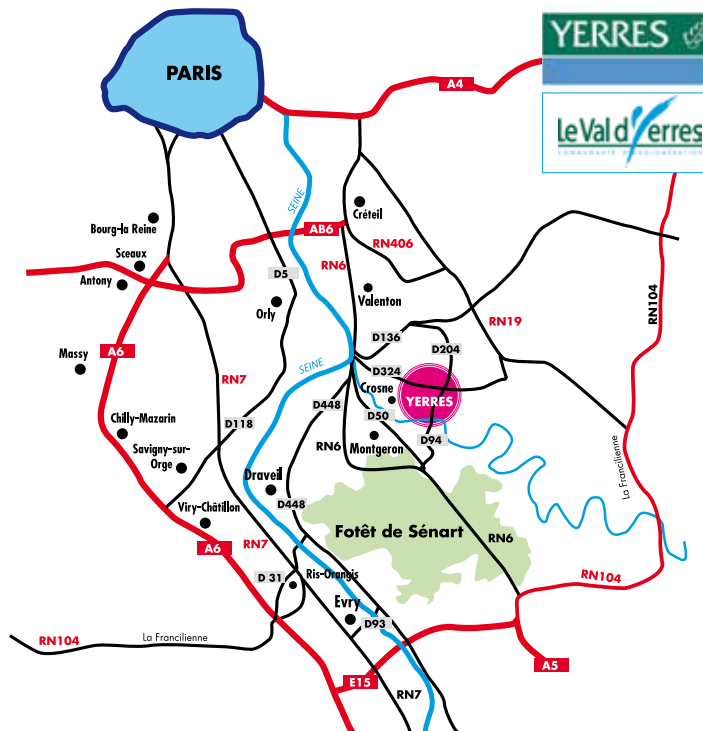 YERRES
PARIS
A4
Le Val d'Yerres
COMMUNAUTÉ D'AGGLOMÉRATION
SEINE
Créteil
Bourg-la Reine
AB6
RN406
Sceaux
RN6
D5
Antony
Valenton
RN104
Orly
RN19
D136
D204
A6
Massy
SEINE
D324
RN7
Crosne
YERRES
D448
D50
D118
Chilly-Mazarin
Montgeron
D94
Savigny-sur-
Orge
RN6
La Francilienne
Draveil
D448
Viry-Châtillon
Fotêt de Sénart
RN6
A6
RN7
RN104
D 31
Ris-Orangis
Evry
D93
RN104
La Francilienne
A5
E15
RN7